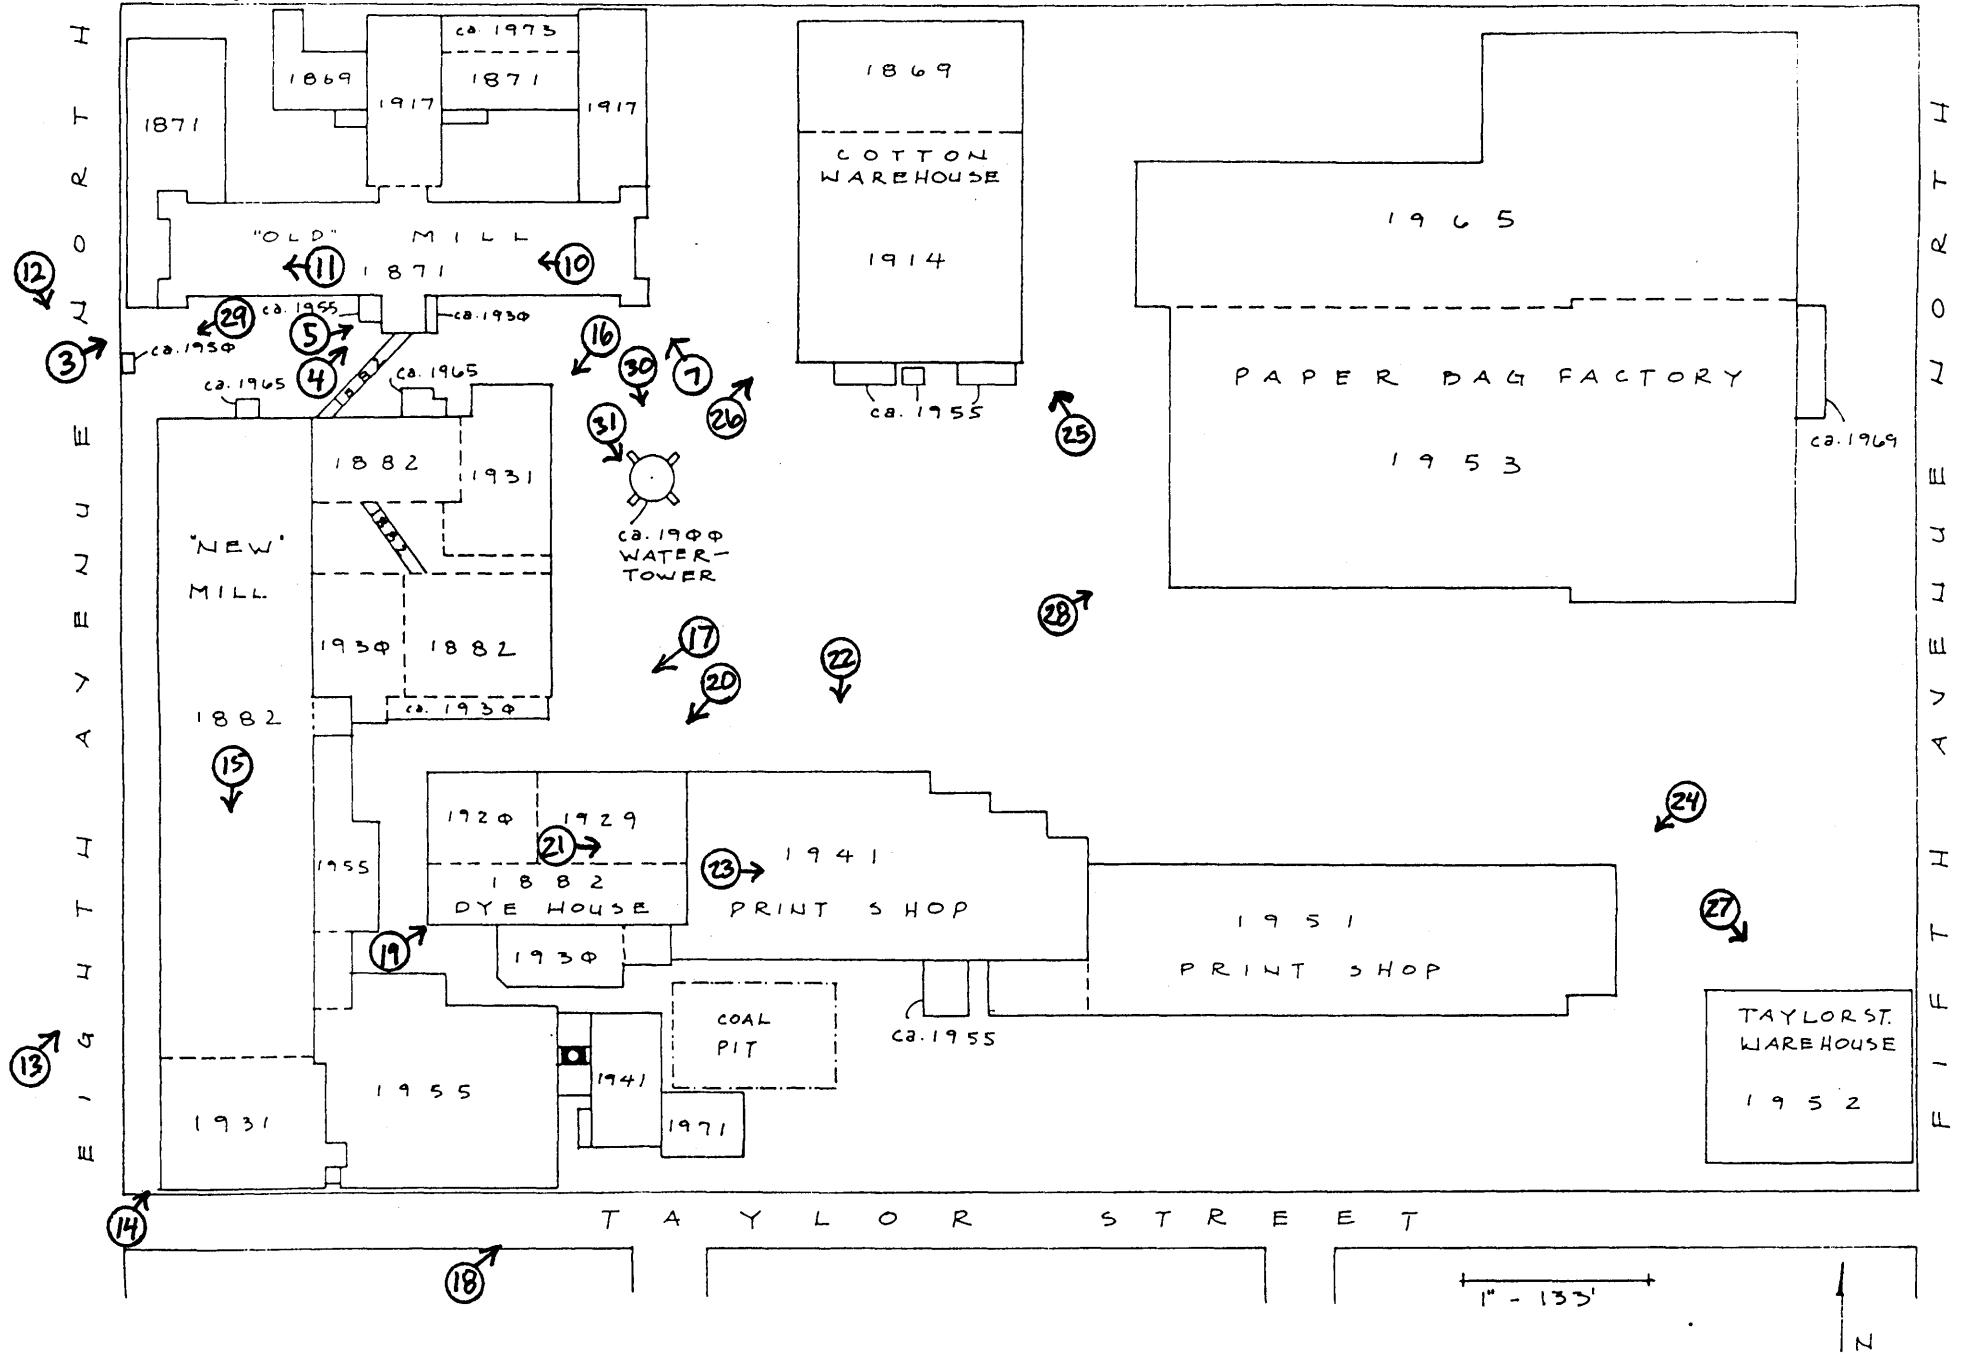 EIGHTH AVENUE NORTH
FIFTH AVENUE NORTH
TAYLOR STREET
1871
1869
1917
ca. 1973
1871
1917
"OLD" MILL
1871
11
10
12
29
ca. 1955
ca. 1930
5
4
3
ca. 1930
ca. 1965
ca. 1965
16
30
7
26
31
1869
COTTON
WAREHOUSE
1914
ca. 1955
25
1965
PAPER BAG FACTORY
1953
ca. 1969
"NEW"
MILL
1882
1882
1931
1882
1930
1882
ca. 1930
ca. 1900
WATER-
TOWER
17
20
22
28
15
1955
1920
1929
21
1882
DYE HOUSE
23
1941
PRINT SHOP
1930
19
1951
PRINT SHOP
24
27
COAL
PIT
ca. 1955
TAYLOR ST.
WAREHOUSE
1952
13
1955
1931
1941
1971
14
18
1" - 133'
N